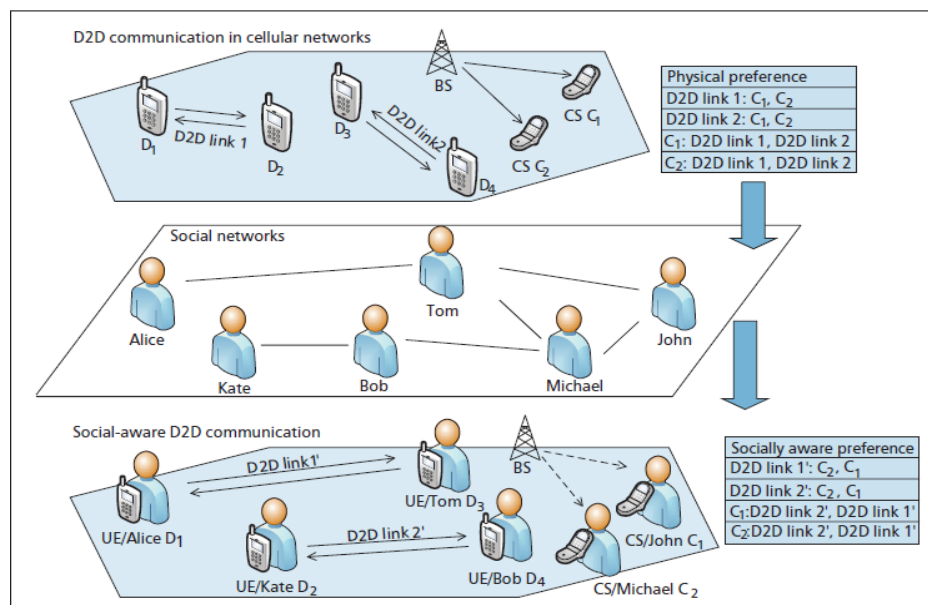 D2D communication in cellular networks
BS
CS C1
CS C2
D1
D2D link 1
D2
D3
D2D link2
D4
Physical preference
D2D link 1: C1, C2
D2D link 2: C1, C2
C1: D2D link 1, D2D link 2
C2: D2D link 1, D2D link 2
Social networks
Alice
Tom
John
Kate
Bob
Michael
Social-aware D2D communication
BS
D2D link1'
UE/Alice D1
UE/Tom D3
D2D link 2'
UE/Kate D2
UE/Bob D4
CS/John C1
CS/Michael C2
Socially aware preference
D2D link 1': C2, C1
D2D link 2': C2, C1
C1:D2D link 2', D2D link 1'
C2:D2D link 2', D2D link 1'